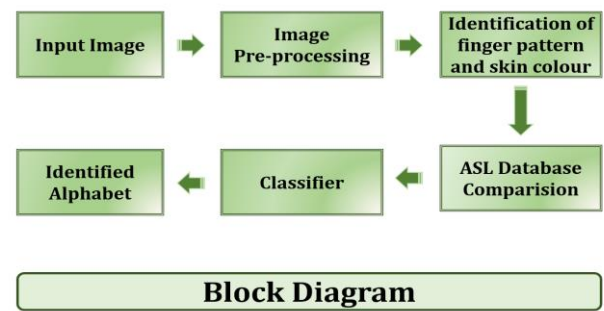 Input Image
Image
Pre-processing
Identification of
finger pattern
and skin colour
ASL Database
Comparision
Classifier
Identified
Alphabet
Block Diagram